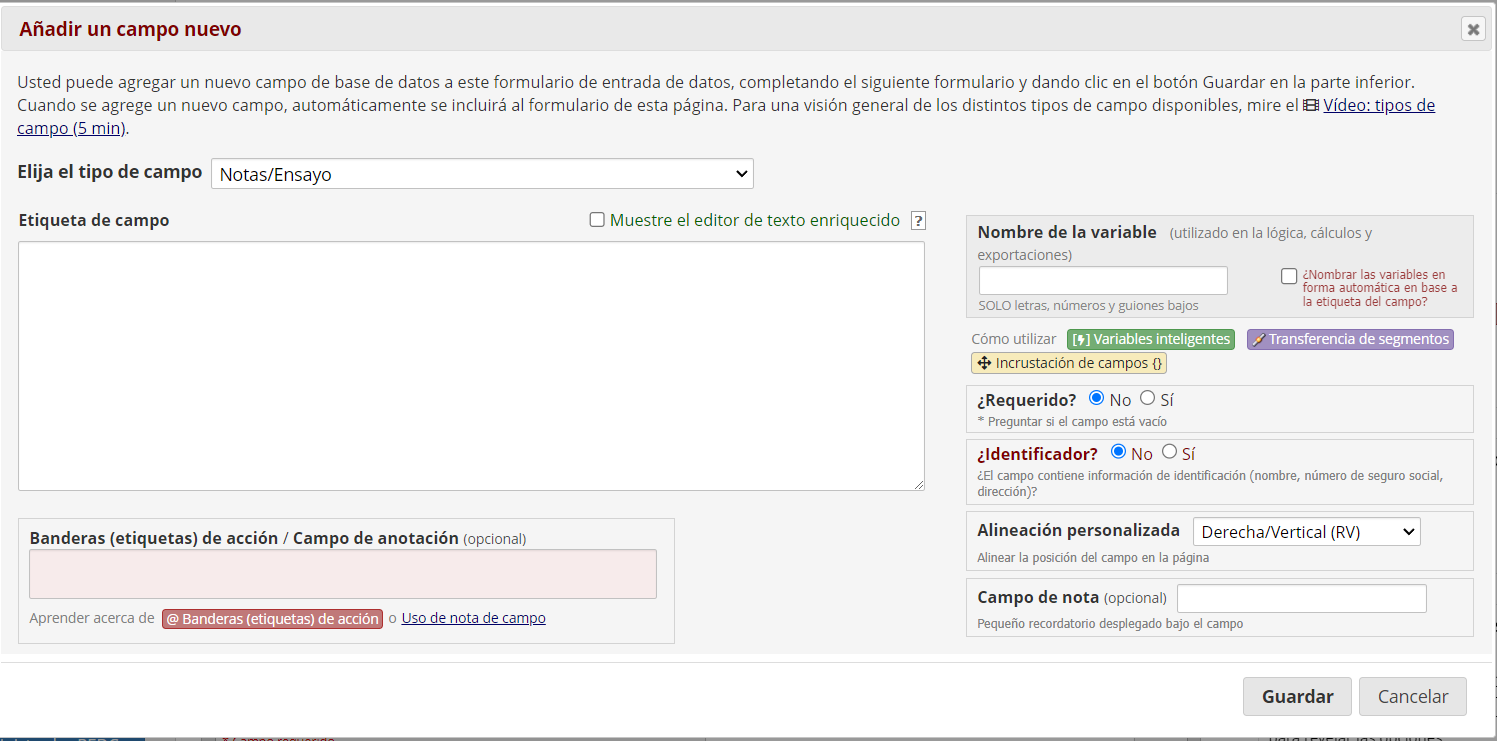 Añadir un campo nuevo
Usted puede agregar un nuevo campo de base de datos a este formulario de entrada de datos, completando el siguiente formulario y dando clic en el botón Guardar en la parte inferior.
Cuando se agrege un nuevo campo, automáticamente se incluirá al formulario de esta página. Para una visión general de los distintos tipos de campo disponibles, mire el Vídeo: tipos de
campo (5 min).
Elija el tipo de campo
Notas/Ensayo
Etiqueta de campo
Muestre el editor de texto enriquecido ?
Banderas (etiquetas) de acción / Campo de anotación (opcional)
Aprender acerca de @ Banderas (etiquetas) de acción o Uso de nota de campo
Nombre de la variable (utilizado en la lógica, cálculos y
exportaciones)
SOLO letras, números y guiones bajos
¿Nombrar las variables en
forma automática en base a
la etiqueta del campo?
Cómo utilizar [] Variables inteligentes Transferencia de segmentos
Incrustación de campos {}
¿Requerido? No Sí
* Preguntar si el campo está vacío
¿Identificador? No Sí
¿El campo contiene información de identificación (nombre, número de seguro social,
dirección)?
Alineación personalizada Derecha/Vertical (RV)
Alinear la posición del campo en la página
Campo de nota (opcional)
Pequeño recordatorio desplegado bajo el campo
Guardar Cancelar